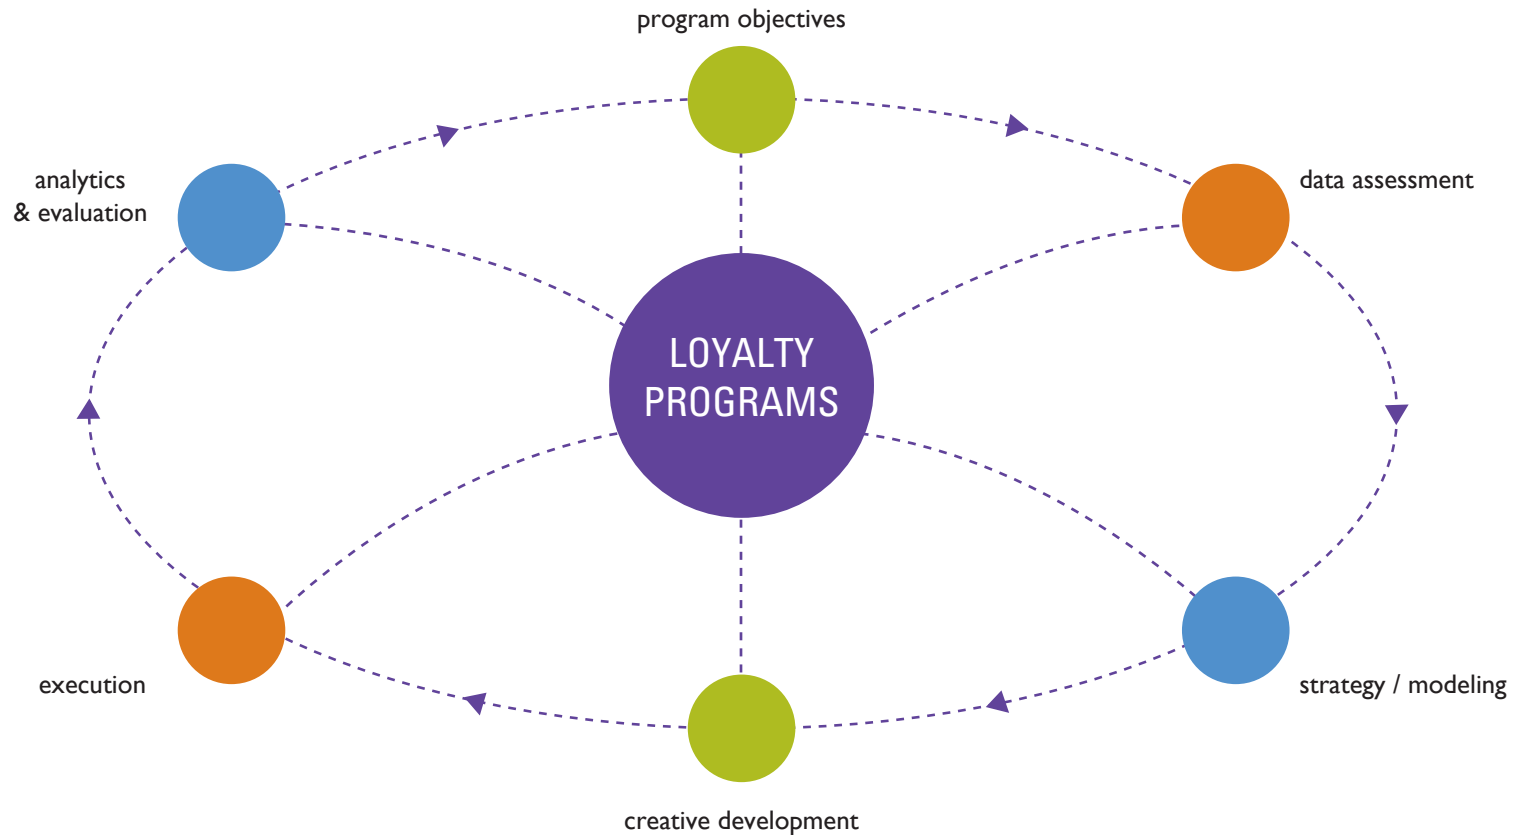 program objectives
analytics
& evaluation
data assessment
LOYALTY
PROGRAMS
execution
strategy / modeling
creative development